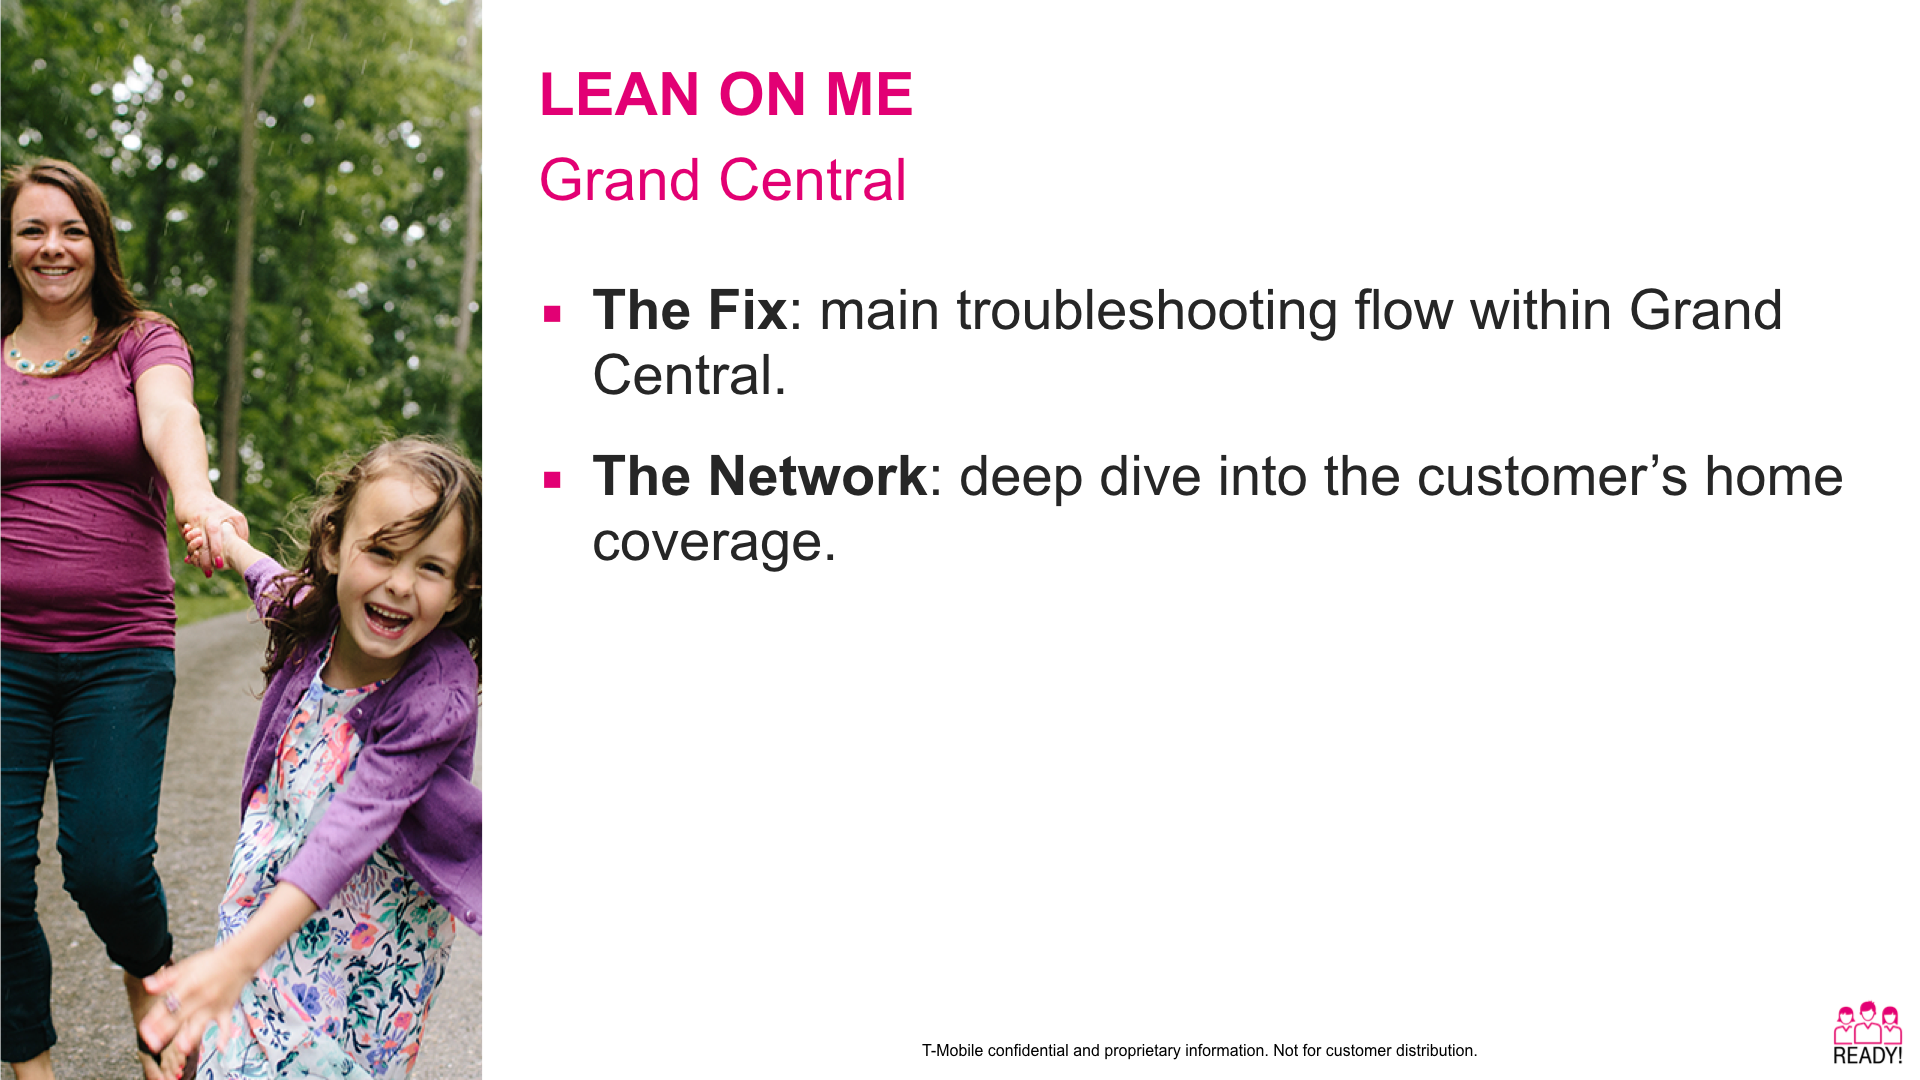 LEAN ON ME
Grand Central
▪ The Fix: main troubleshooting flow within Grand
Central.
▪ The Network: deep dive into the customer’s home
coverage.
T-Mobile confidential and proprietary information. Not for customer distribution.
READY!